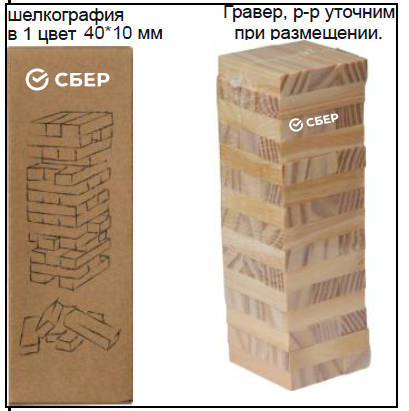 шелкография
в 1 цвет 40*10 мм
Гравер, р-р уточним
при размещении.
СБЕР
СБЕР